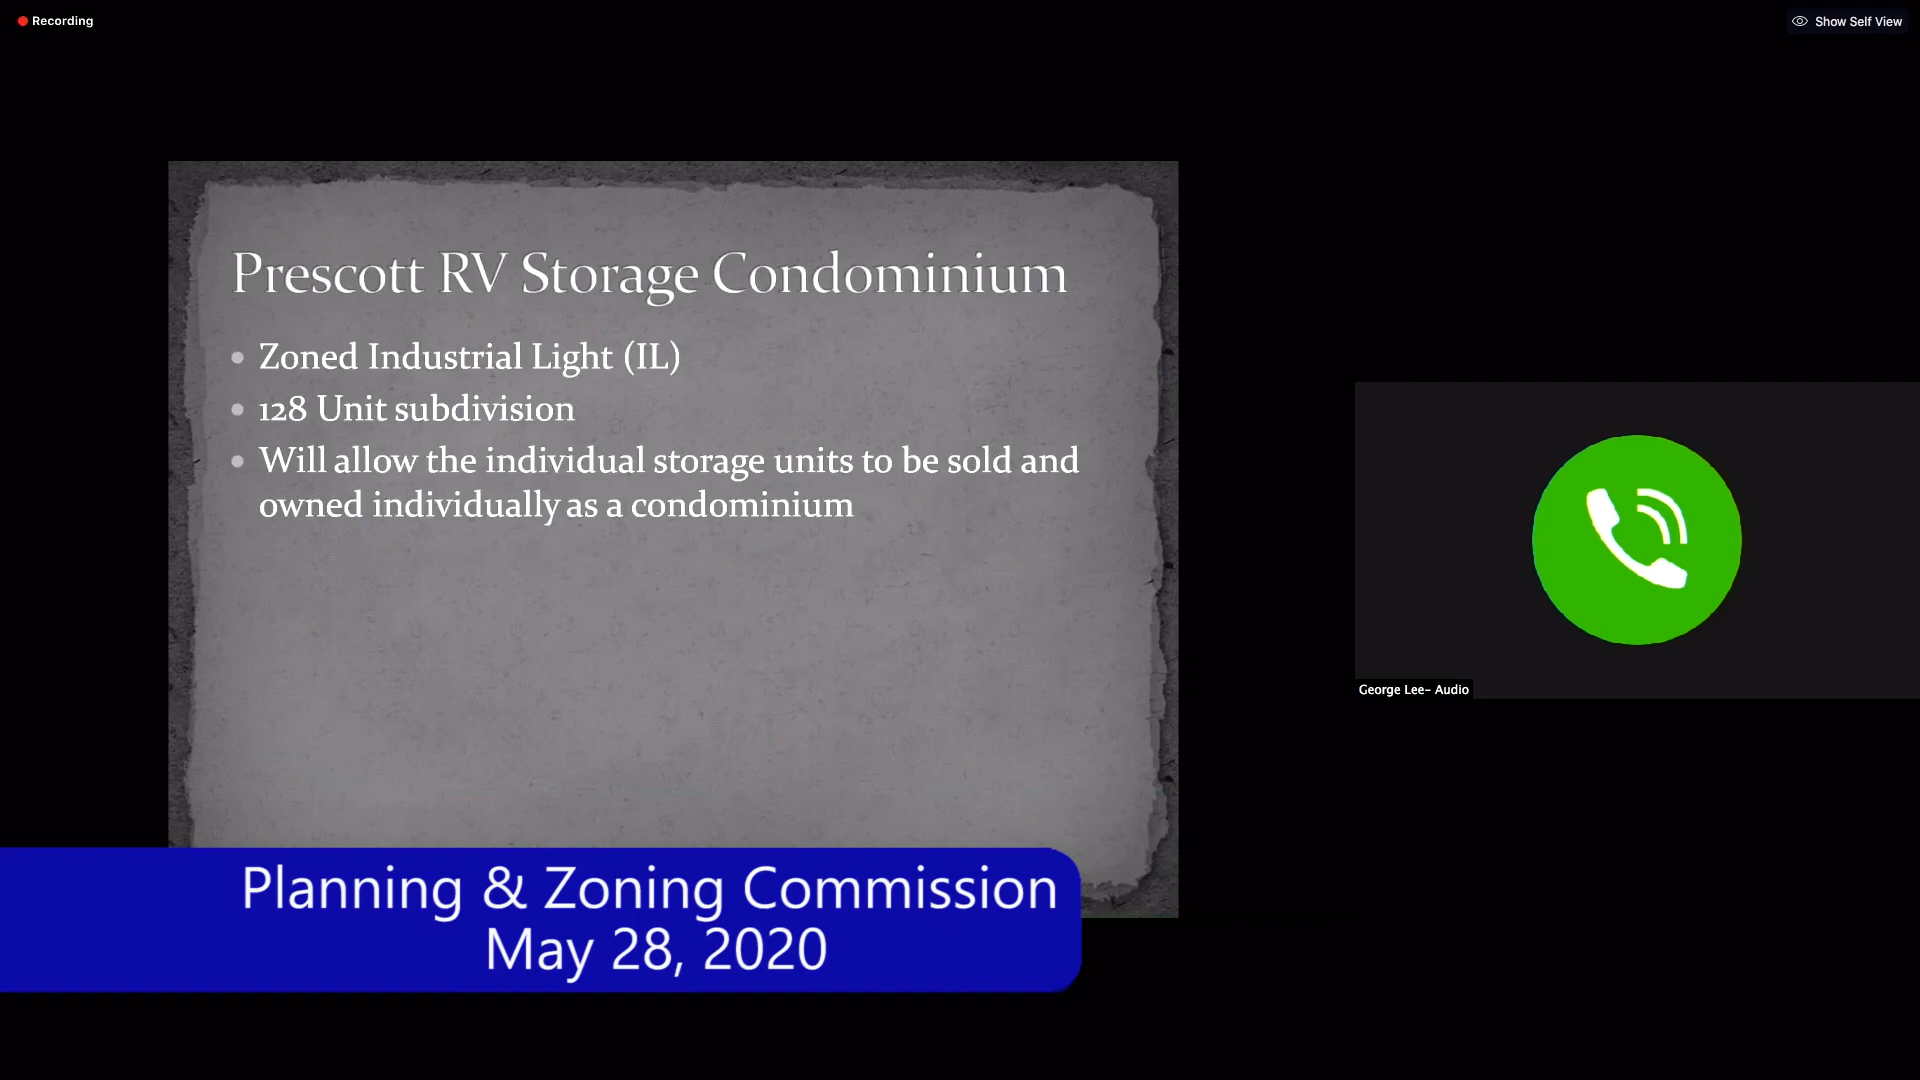 Recording
Show Self View
Prescott RV Storage Condominium
Zoned Industrial Light (IL)
128 Unit subdivision
Will allow the individual storage units to be sold and
owned individually as a condominium
George Lee- Audio
Planning & Zoning Commission
May 28, 2020